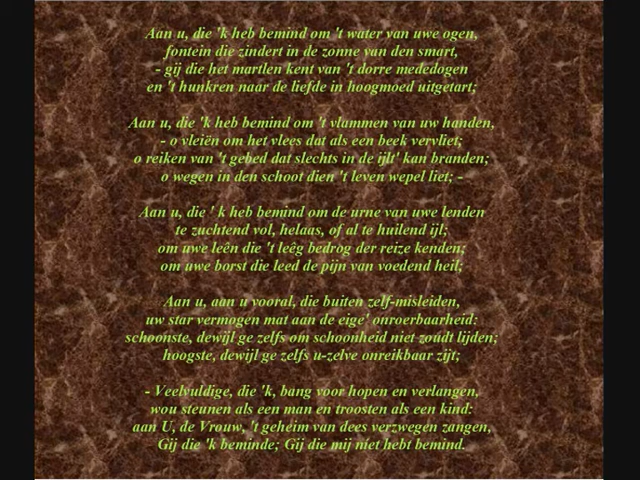 Aan u, die 'k heb bemind om 't water van uwe ogen,
fontein die zindert in de zonne van den smart,
- gij die het martlen kent van 't dorre mededogen
en 't hunkren naar de liefde in hoogmoed uitgetart;
Aan u, die 'k heb bemind om 't vlammen van uw handen,
- o vleiën om het vlees dat als een beek vervliet;
o reiken van 't gebed dat slechts in de ijlt' kan branden;
o wegen in den schoot dien 't leven wepel liet; -
Aan u, die ' k heb bemind om de urne van uwe lenden
te zuchtend vol, helaas, of al te huilend ijl;
om uwe leên die 't leêg bedrog der reize kenden;
om uwe borst die leed de pijn van voedend heil;
Aan u, aan u vooral, die buiten zelf-misleiden,
uw star vermogen mat aan de eige' onroerbaarheid:
schoonste, dewijl ge zelfs om schoonheid niet zoudt lijden;
hoogste, dewijl ge zelfs u-zelve onreikbaar zijt;
- Veelvuldige, die 'k, bang voor hopen en verlangen,
wou steunen als een man en troosten als een kind:
aan U, de Vrouw, 't geheim van dees verzwegen zangen,
Gij die 'k beminde; Gij die mij niet hebt bemind.